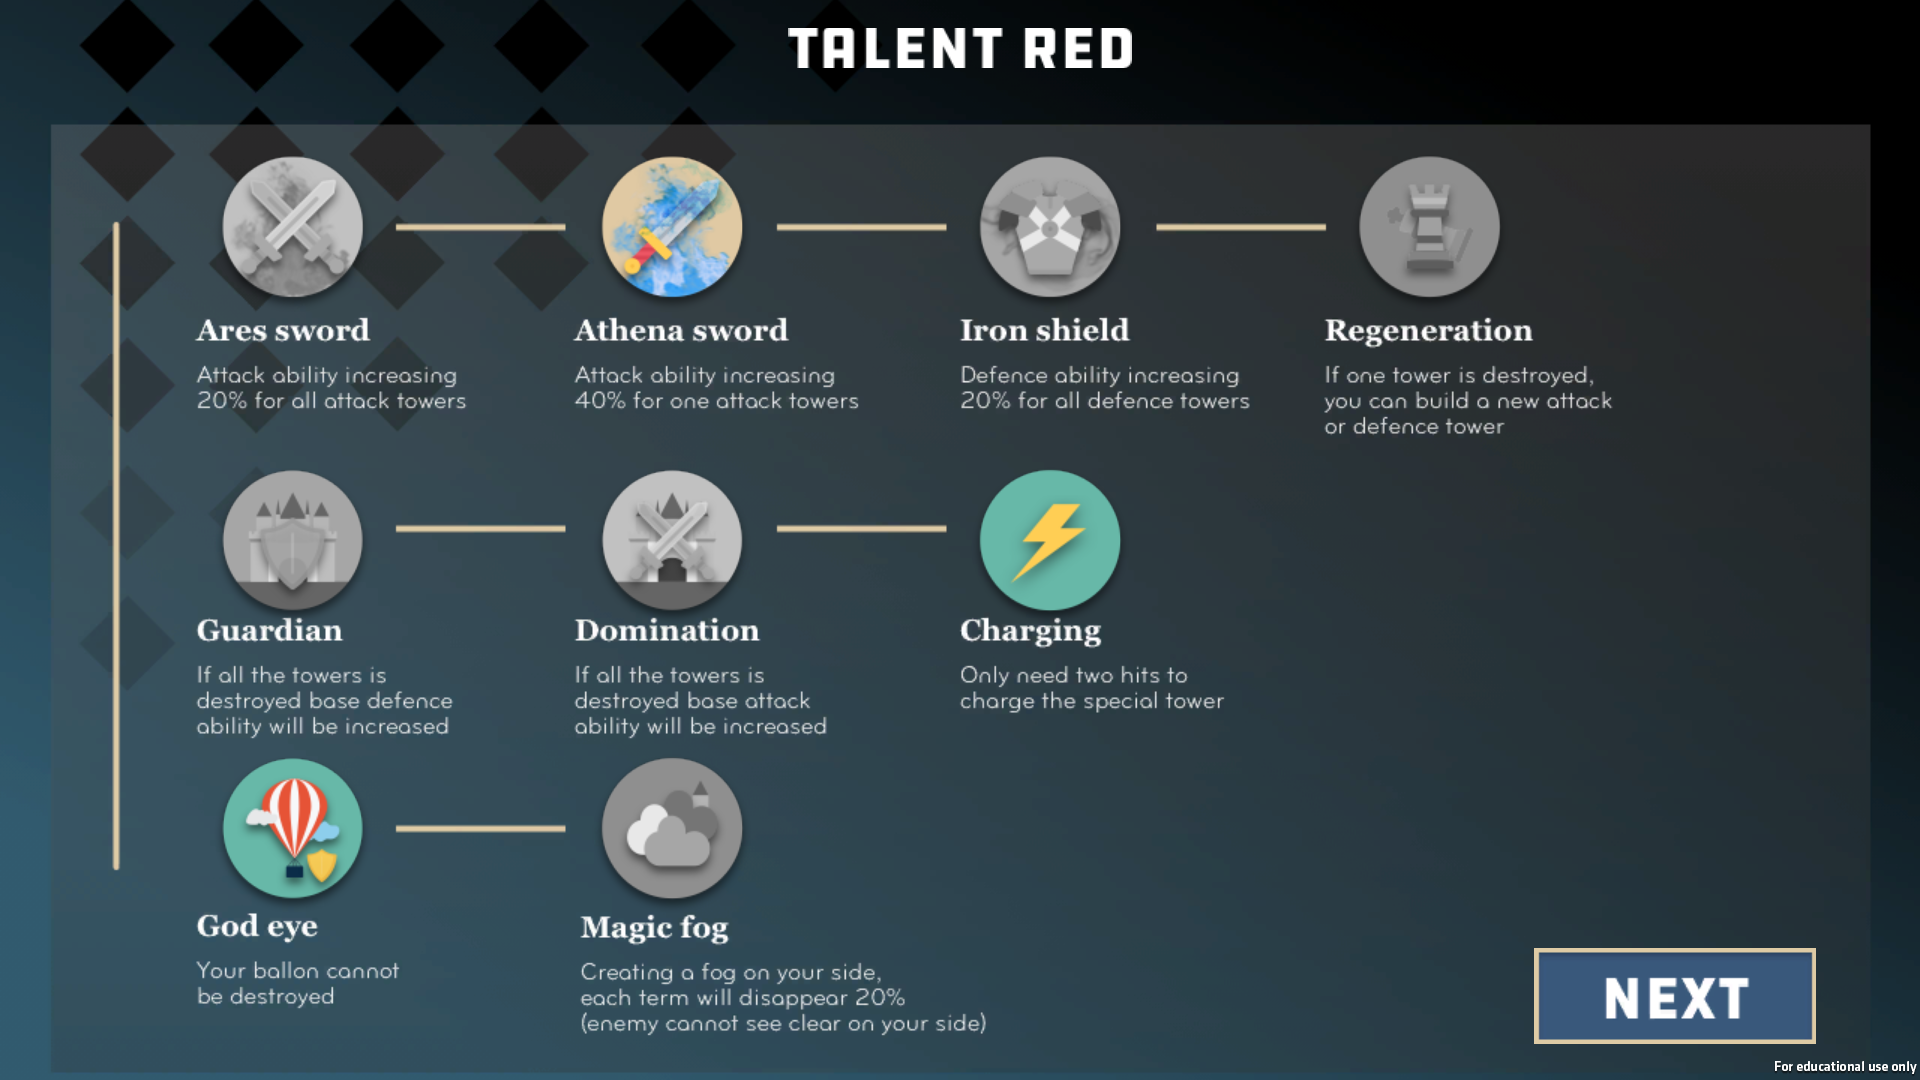 TALENT RED
Ares sword
Attack ability increasing
20% for all attack towers
Athena sword
Attack ability increasing
40% for one attack towers
Iron shield
Defence ability increasing
20% for all defence towers
Regeneration
If one tower is destroyed,
you can build a new attack
or defence tower
Guardian
If all the towers is
destroyed base defence
ability will be increased
Domination
If all the towers is
destroyed base attack
ability will be increased
Charging
Only need two hits to
charge the special tower
God eye
Your ballon cannot
be destroyed
Magic fog
Creating a fog on your side,
each term will disappear 20%
(enemy cannot see clear on your side)
NEXT
For educational use only